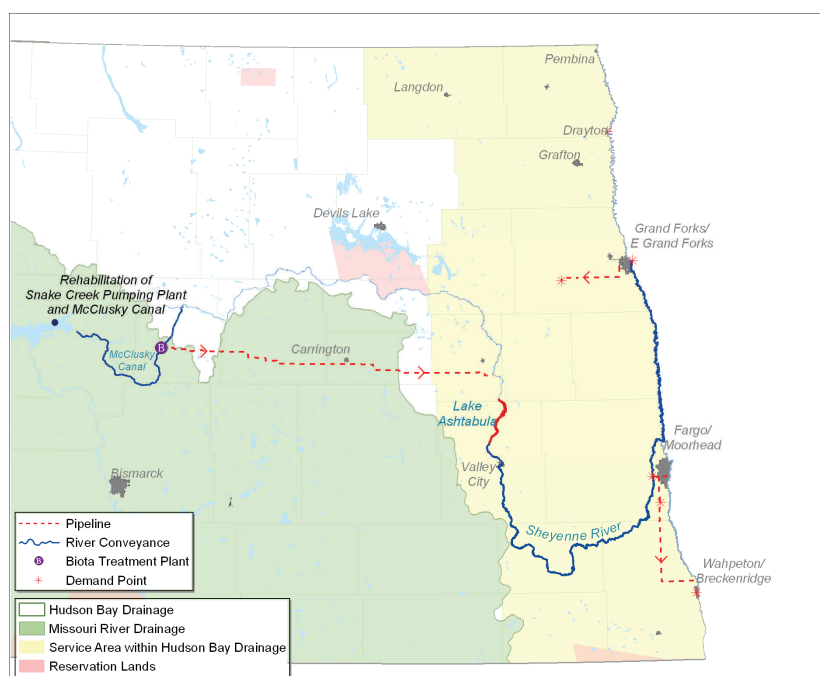 Pembina
Langdon
Drayton
Grafton
Devils Lake
Grand Forks/
E Grand Forks
Rehabilitation of
Snake Creek Pumping Plant
and McClusky Canal
B
McClusky
Canal
Carrington
Lake
Ashtabula
Fargo/
Moorhead
Valley
City
Bismarck
Sheyenne River
Wahpeton/
Breckenridge
Pipeline
River Conveyance
B Biota Treatment Plant
Demand Point
Hudson Bay Drainage
Missouri River Drainage
Service Area within Hudson Bay Drainage
Reservation Lands